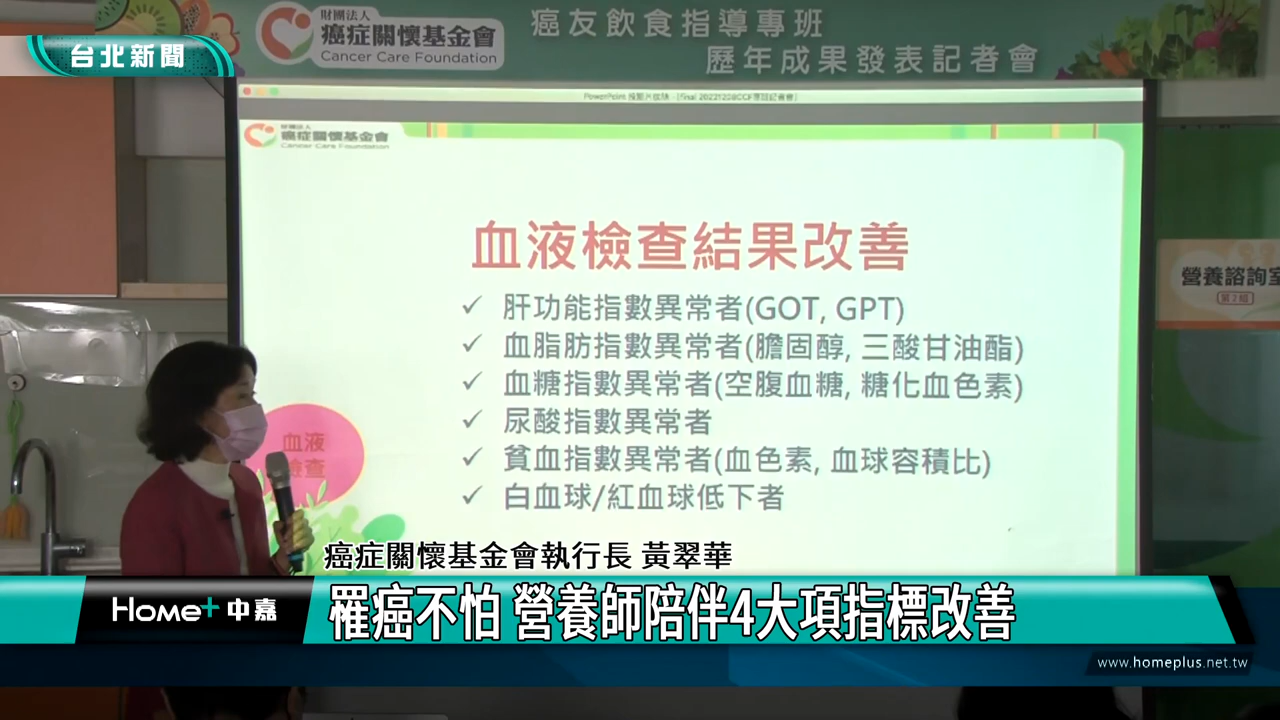 台北新聞
財團法人
癌症關懷基金會
Cancer Care Foundation
癌友飲食指導專班
歷年成果發表記者會
財團法人
癌症關懷基金會
Cancer Care Foundation
血液檢查結果改善
✓ 肝功能指數異常者(GOT, GPT)
✓ 血脂肪指數異常者(膽固醇, 三酸甘油酯)
✓ 血糖指數異常者(空腹血糖, 糖化血色素)
✓ 尿酸指數異常者
✓ 貧血指數異常者(血色素, 血球容積比)
✓ 白血球/紅血球低下者
血液
檢查
營養諮詢室
第2組
癌症關懷基金會執行長 黃翠華
Home+ 中嘉
罹癌不怕 營養師陪伴4大項指標改善
www.homeplus.net.tw